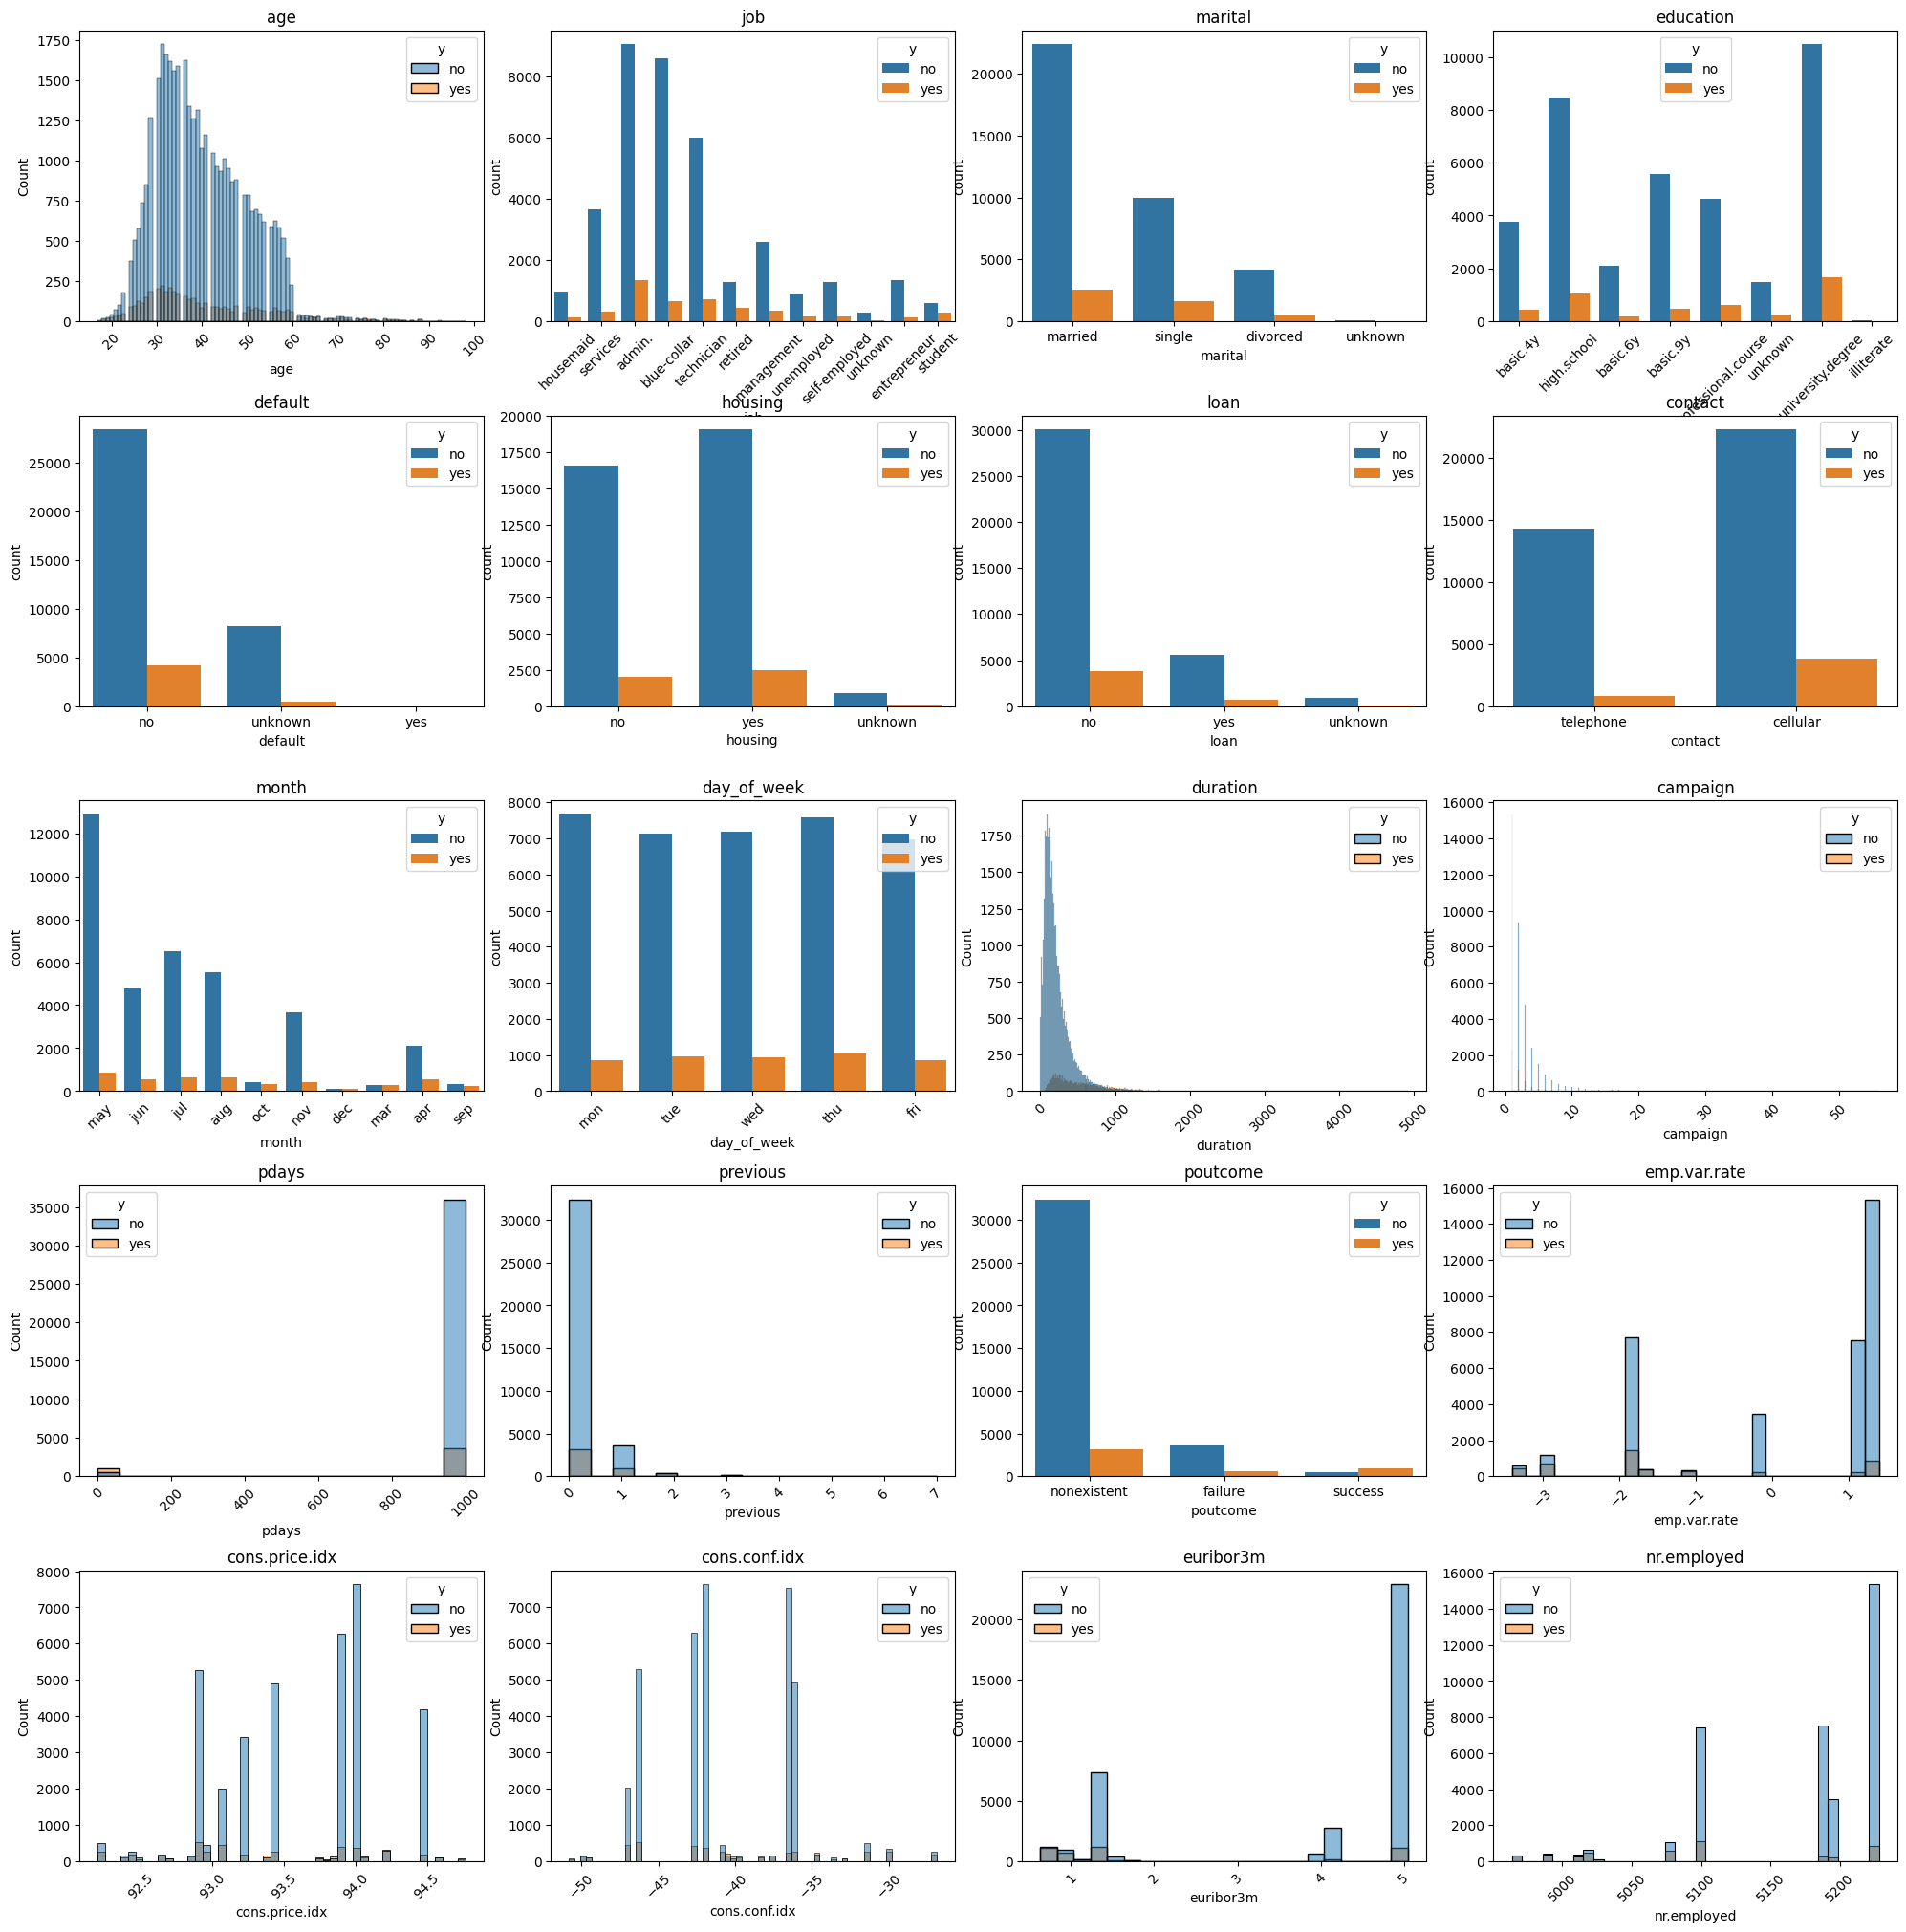 age
1750
1500
1250
1000
750
500
250
0
Count
20
30
40
50
60
70
80
90
100
age
y
no
yes
job
8000
6000
4000
2000
0
count
housemaid
services
admin.
blue-collar
technician
retired
management
unemployed
self-employed
unknown
entrepreneur
student
y
no
yes
marital
20000
15000
10000
5000
0
count
married
single
divorced
unknown
marital
y
no
yes
education
10000
8000
6000
4000
2000
0
count
basic.4y
high.school
basic.6y
basic.9y
ofessional.course
unknown
university.degree
illiterate
y
no
yes
default
25000
20000
15000
10000
5000
0
count
no
unknown
yes
default
y
no
yes
housing
20000
17500
15000
12500
10000
7500
5000
2500
0
count
no
yes
unknown
housing
y
no
yes
loan
30000
25000
20000
15000
10000
5000
0
count
no
yes
unknown
loan
y
no
yes
contact
20000
15000
10000
5000
0
count
telephone
cellular
contact
y
no
yes
month
12000
10000
8000
6000
4000
2000
0
count
may
jun
jul
aug
oct
nov
dec
mar
apr
sep
month
y
no
yes
day_of_week
8000
7000
6000
5000
4000
3000
2000
1000
0
count
mon
tue
wed
thu
fri
day_of_week
y
no
yes
duration
1750
1500
1250
1000
750
500
250
0
Count
0
1000
2000
3000
4000
5000
duration
y
no
yes
campaign
16000
14000
12000
10000
8000
6000
4000
2000
0
Count
0
10
20
30
40
50
campaign
y
no
yes
pdays
35000
30000
25000
20000
15000
10000
5000
0
Count
0
200
400
600
800
1000
pdays
y
no
yes
previous
30000
25000
20000
15000
10000
5000
0
Count
0
1
2
3
4
5
6
7
previous
y
no
yes
poutcome
30000
25000
20000
15000
10000
5000
0
count
nonexistent
failure
success
poutcome
y
no
yes
emp.var.rate
16000
14000
12000
10000
8000
6000
4000
2000
0
Count
−3
−2
−1
0
1
emp.var.rate
y
no
yes
cons.price.idx
8000
7000
6000
5000
4000
3000
2000
1000
0
Count
92.5
93.0
93.5
94.0
94.5
cons.price.idx
y
no
yes
cons.conf.idx
7000
6000
5000
4000
3000
2000
1000
0
Count
−50
−45
−40
−35
−30
cons.conf.idx
y
no
yes
euribor3m
20000
15000
10000
5000
0
Count
1
2
3
4
5
euribor3m
y
no
yes
nr.employed
16000
14000
12000
10000
8000
6000
4000
2000
0
Count
5000
5050
5100
5150
5200
nr.employed
y
no
yes